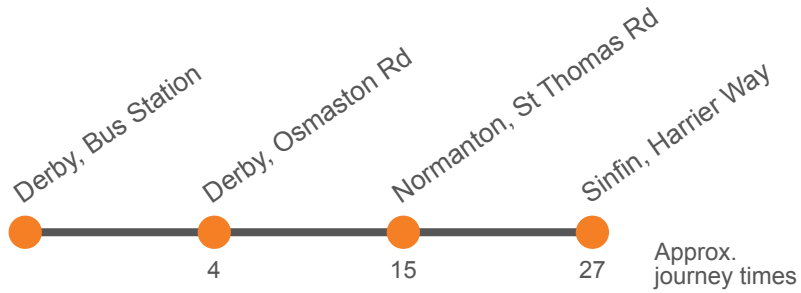 Derby, Bus Station
Derby, Osmaston Rd
Normanton, St Thomas Rd
Sinfin, Harrier Way
4
15
27
Approx.
journey times